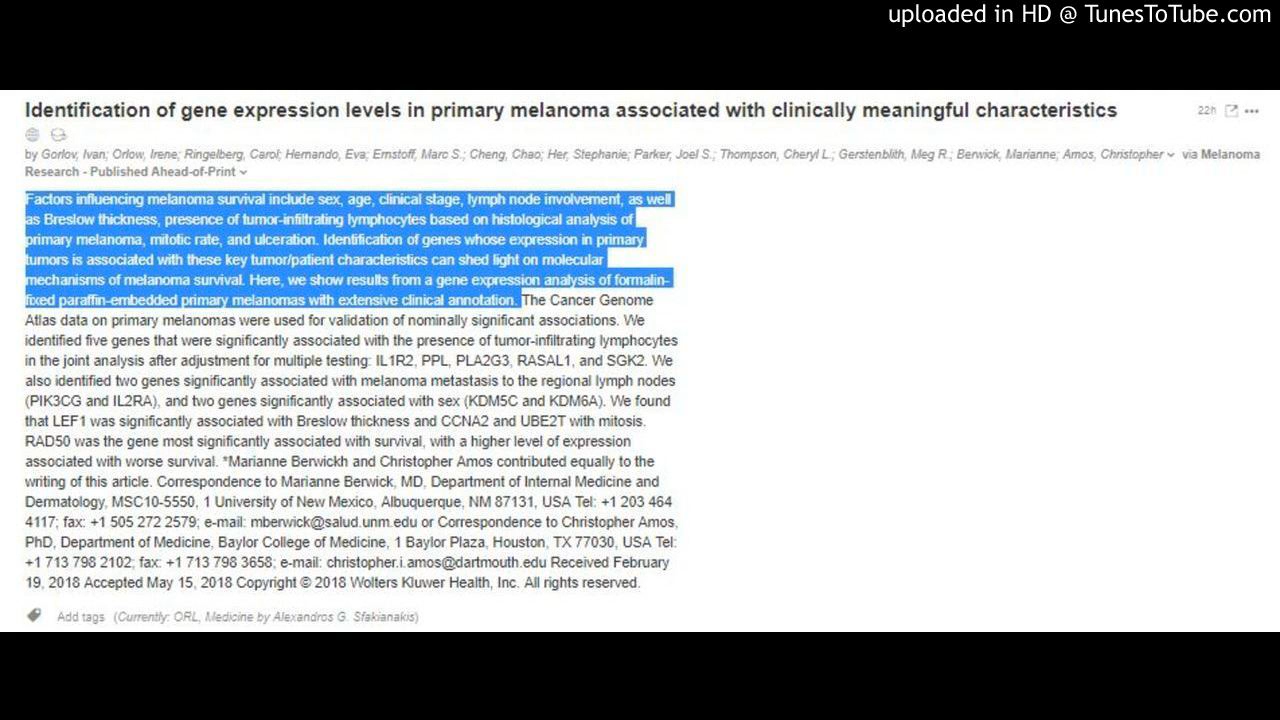 uploaded in HD @ TunesToTube.com
Identification of gene expression levels in primary melanoma associated with clinically meaningful characteristics
22h
by Gorlov, Ivan; Orlow, Irene; Ringelberg, Carol; Hernando, Eva; Ernstoff, Marc S.; Cheng, Chao; Her, Stephanie; Parker, Joel S.; Thompson, Cheryl L.; Gerstenblith, Meg R.; Berwick, Marianne; Amos, Christopher via Melanoma
Research - Published Ahead-of-Print
Factors influencing melanoma survival include sex, age, clinical stage, lymph node involvement, as well
as Breslow thickness, presence of tumor-infiltrating lymphocytes based on histological analysis of
primary melanoma, mitotic rate, and ulceration. Identification of genes whose expression in primary
tumors is associated with these key tumor/patient characteristics can shed light on molecular
mechanisms of melanoma survival. Here, we show results from a gene expression analysis of formalin-
fixed paraffin-embedded primary melanomas with extensive clinical annotation. The Cancer Genome
Atlas data on primary melanomas were used for validation of nominally significant associations. We
identified five genes that were significantly associated with the presence of tumor-infiltrating lymphocytes
in the joint analysis after adjustment for multiple testing: IL1R2, PPL, PLA2G3, RASAL1, and SGK2. We
also identified two genes significantly associated with melanoma metastasis to the regional lymph nodes
(PIK3CG and IL2RA), and two genes significantly associated with sex (KDM5C and KDM6A). We found
that LEF1 was significantly associated with Breslow thickness and CCNA2 and UBE2T with mitosis.
RAD50 was the gene most significantly associated with survival, with a higher level of expression
associated with worse survival. *Marianne Berwickh and Christopher Amos contributed equally to the
writing of this article. Correspondence to Marianne Berwick, MD, Department of Internal Medicine and
Dermatology, MSC10-5550, 1 University of New Mexico, Albuquerque, NM 87131, USA Tel: +1 203 464
4117; fax: +1 505 272 2579; e-mail: mberwick@salud.unm.edu or Correspondence to Christopher Amos,
PhD, Department of Medicine, Baylor College of Medicine, 1 Baylor Plaza, Houston, TX 77030, USA Tel:
+1 713 798 2102; fax: +1 713 798 3658; e-mail: christopher.i.amos@dartmouth.edu Received February
19, 2018 Accepted May 15, 2018 Copyright © 2018 Wolters Kluwer Health, Inc. All rights reserved.
Add tags (Currently: ORL, Medicine by Alexandros G. Sfakianakis)